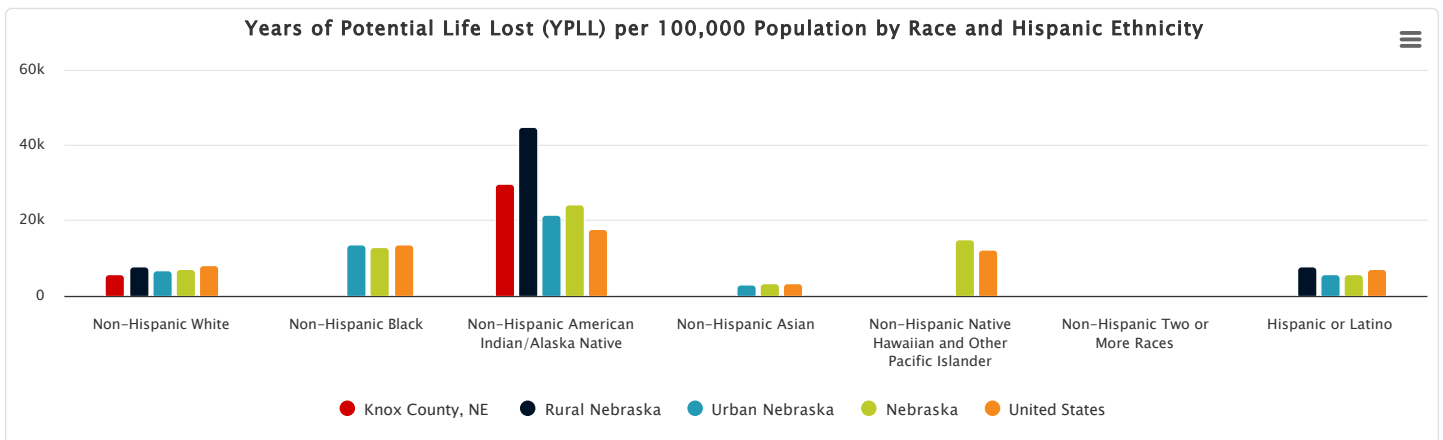 Years of Potential Life Lost (YPLL) per 100,000 Population by Race and Hispanic Ethnicity
60k
40k
20k
0
Non-Hispanic White
Non-Hispanic Black
Non-Hispanic American
Indian/Alaska Native
Non-Hispanic Asian
Non-Hispanic Native
Hawaiian and Other
Pacific Islander
Non-Hispanic Two or
More Races
Hispanic or Latino
Knox County, NE
Rural Nebraska
Urban Nebraska
Nebraska
United States